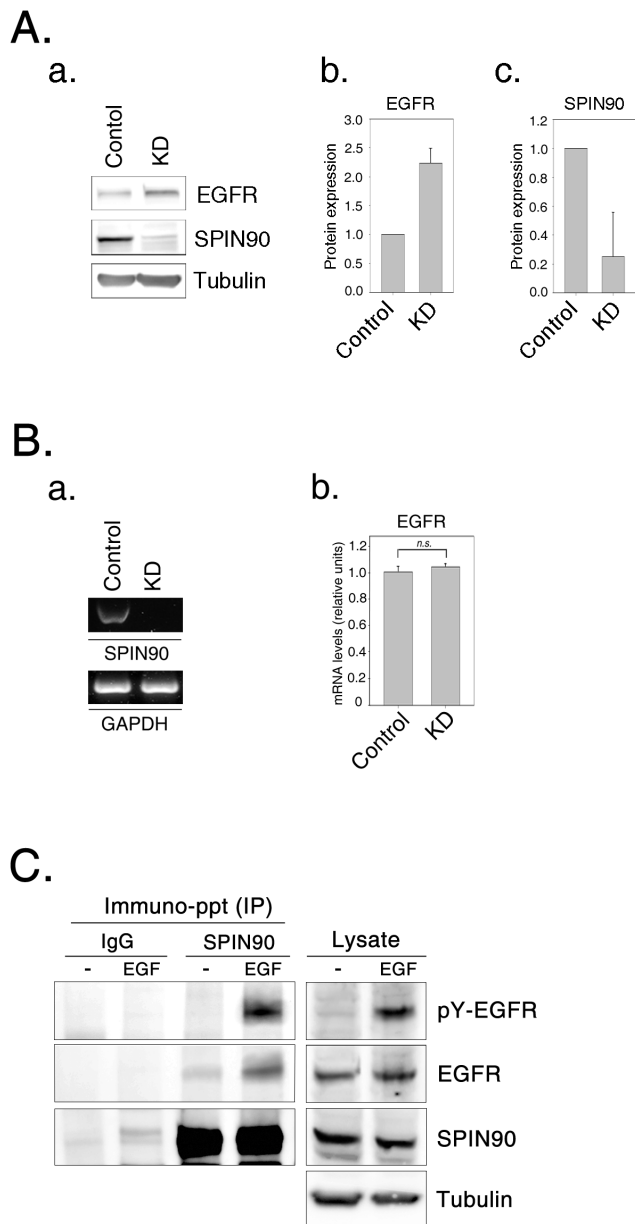 A.
a.
b.
c.
Contol
KD
EGFR
SPIN90
Tubulin
EGFR
Protein expression
3.0
2.5
2.0
1.5
1.0
0.5
0.0
Control
KD
SPIN90
Protein expression
1.2
1.0
0.8
0.6
0.4
0.2
0.0
Control
KD
B.
a.
b.
Control
KD
SPIN90
GAPDH
EGFR
mRNA levels (relative units)
1.2
1.0
0.8
0.6
0.4
0.2
0
n.s.
Control
KD
C.
Immuno-ppt (IP)
IgG
SPIN90
Lysate
- EGF - EGF - EGF
pY-EGFR
EGFR
SPIN90
Tubulin